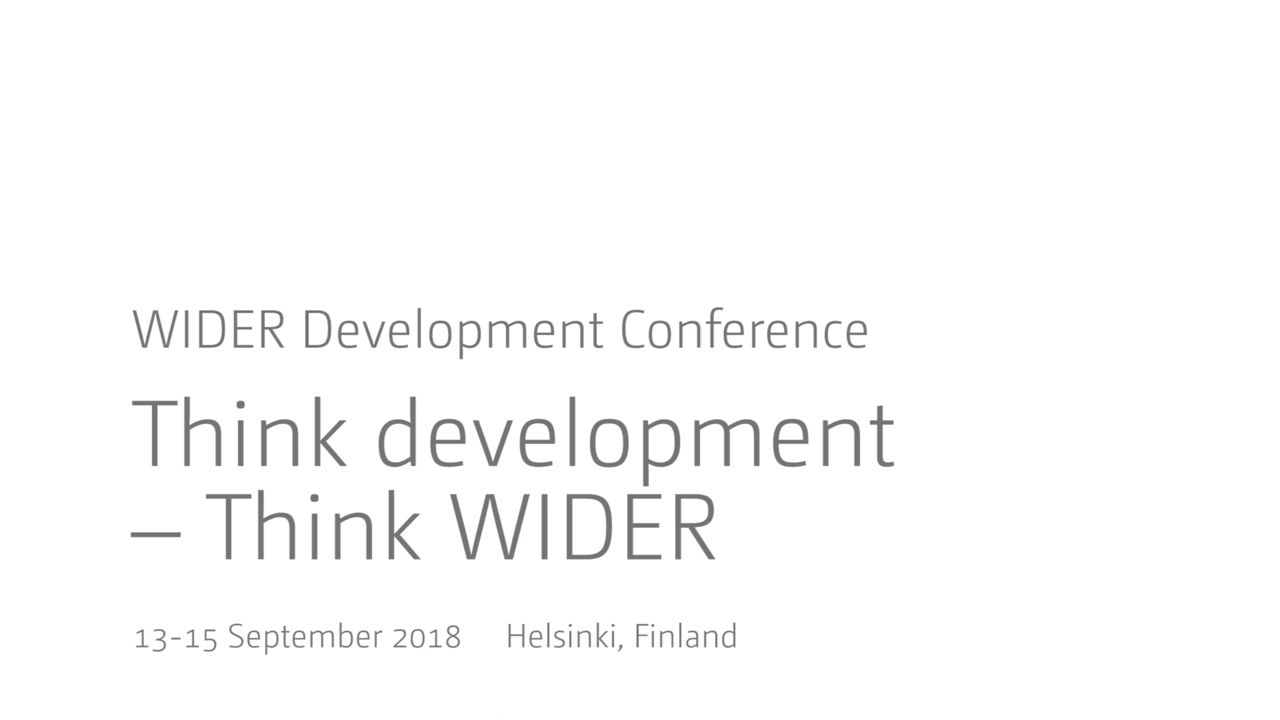 WIDER Development Conference
Think development
– Think WIDER
13-15 September 2018 Helsinki, Finland